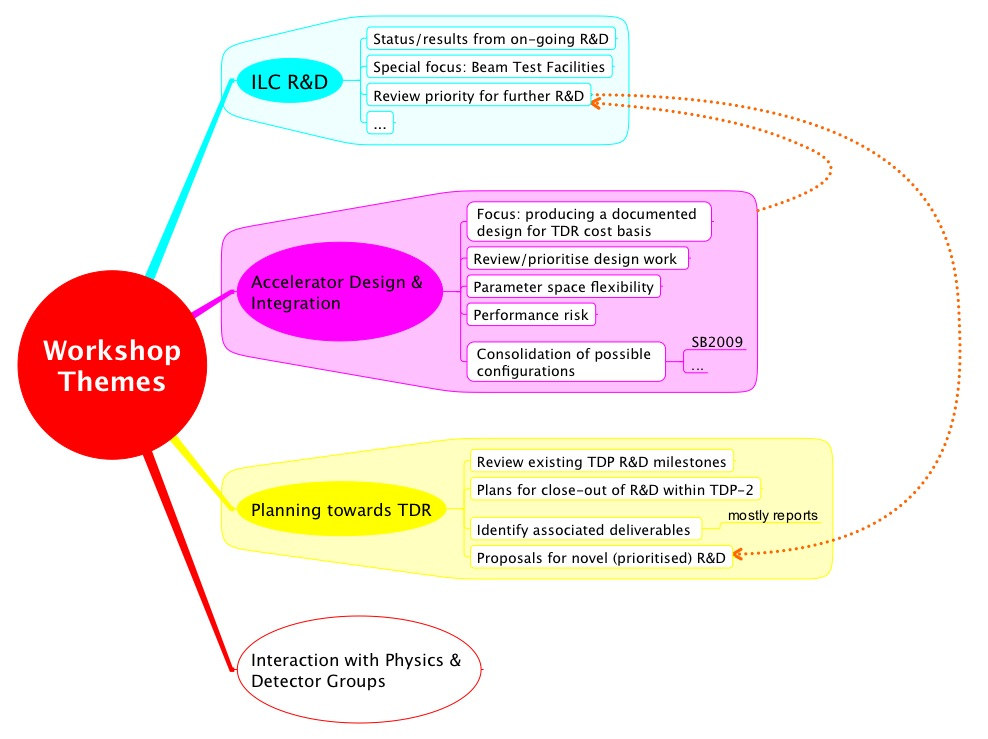 Workshop
Themes
ILC R&D
Status/results from on-going R&D
Special focus: Beam Test Facilities
Review priority for further R&D
...
Accelerator Design &
Integration
Focus: producing a documented
design for TDR cost basis
Review/prioritise design work
Parameter space flexibility
Performance risk
Consolidation of possible
configurations
SB2009
...
Planning towards TDR
Review existing TDP R&D milestones
Plans for close-out of R&D within TDP-2
Identify associated deliverables
mostly reports
Proposals for novel (prioritised) R&D
Interaction with Physics &
Detector Groups